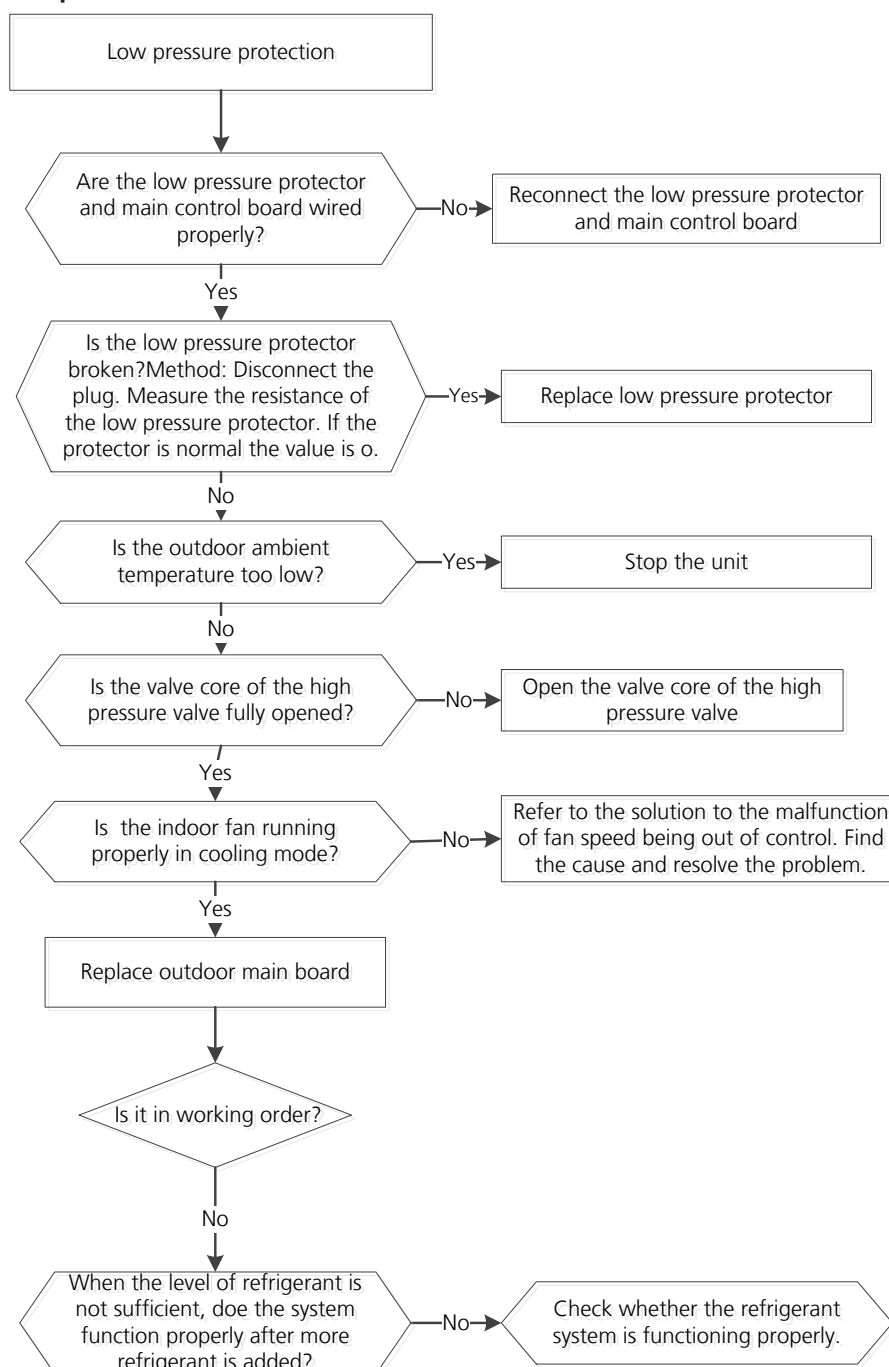 Low pressure protection
Are the low pressure protector
and main control board wired
properly?
No
Reconnect the low pressure protector
and main control board
Yes
Is the low pressure protector
broken?Method: Disconnect the
plug. Measure the resistance of
the low pressure protector. If the
protector is normal the value is o.
Yes
Replace low pressure protector
No
Is the outdoor ambient
temperature too low?
Yes
Stop the unit
No
Is the valve core of the high
pressure valve fully opened?
No
Open the valve core of the high
pressure valve
Yes
Is the indoor fan running
properly in cooling mode?
No
Refer to the solution to the malfunction
of fan speed being out of control. Find
the cause and resolve the problem.
Yes
Replace outdoor main board
Is it in working order?
No
When the level of refrigerant is
not sufficient, doe the system
function properly after more
refrigerant is added?
No
Check whether the refrigerant
system is functioning properly.